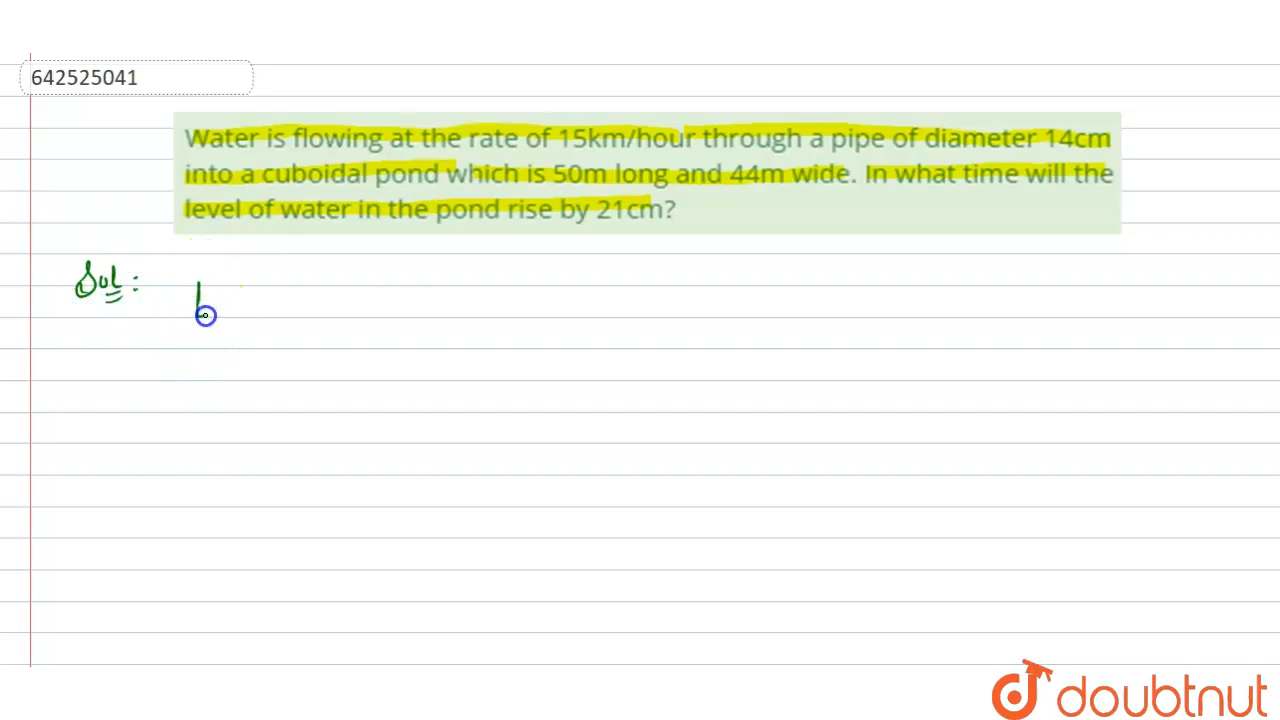 642525041
Water is flowing at the rate of 15km/hour through a pipe of diameter 14cm
into a cuboidal pond which is 50m long and 44m wide. In what time will the
level of water in the pond rise by 21cm?
Sol:
doubtnut